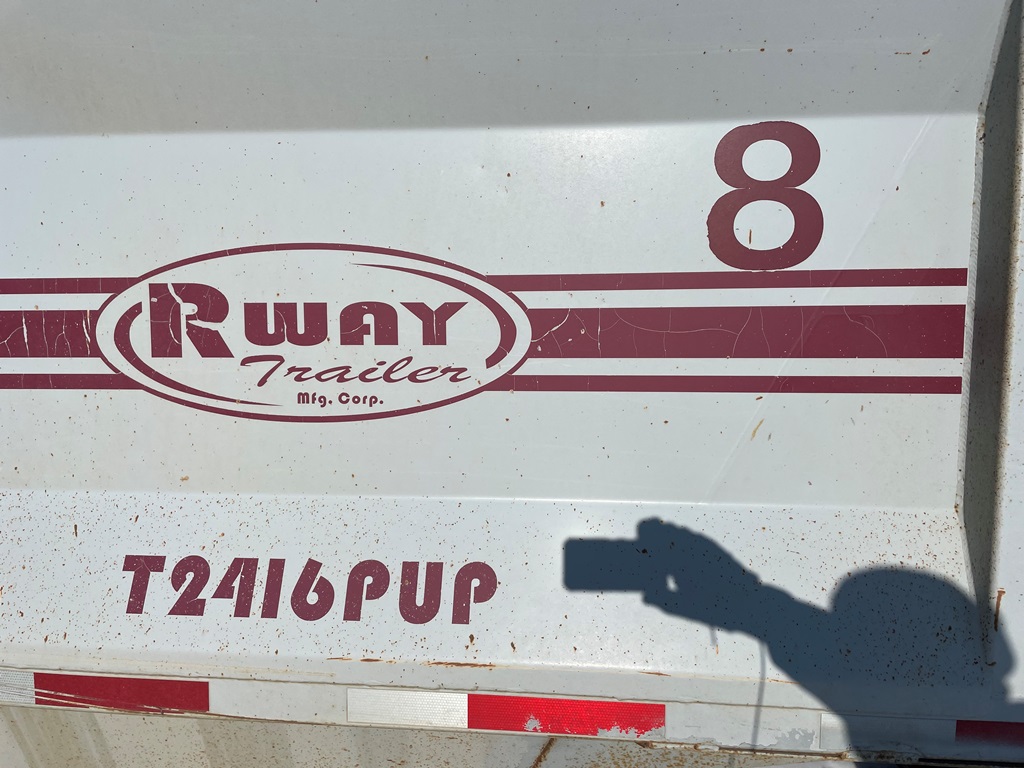 8
RWAY
Trailer
Mfg. Corp.
T2416PUP